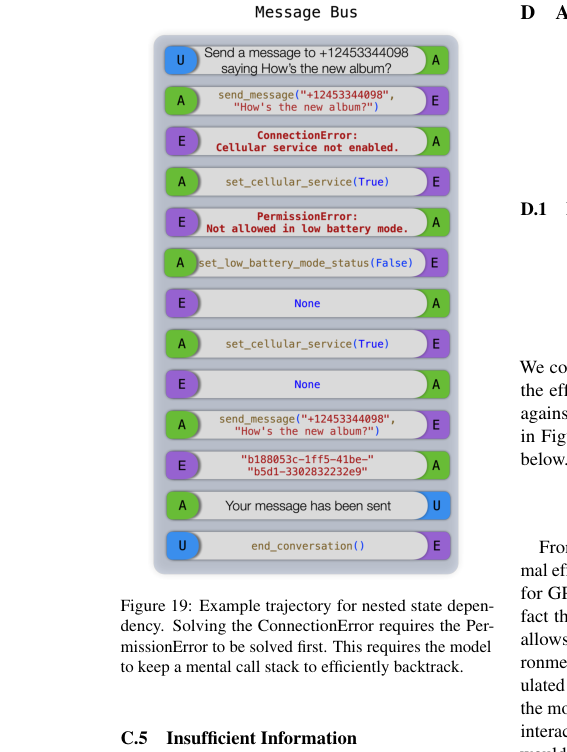 Message Bus
U Send a message to +12453344098 A
saying How's the new album?
A send_message("+12453344098", E
"How's the new album?")
E ConnectionError: A
Cellular service not enabled.
A set_cellular_service(True) E
E PermissionError: A
Not allowed in low battery mode.
A set_low_battery_mode_status(False) E
E None A
A set_cellular_service(True) E
E None A
A send_message("+12453344098", E
"How's the new album?")
E "b188053c-1ff5-41be-" A
"b5d1-3302832232e9"
A Your message has been sent U
U end_conversation() E
Figure 19: Example trajectory for nested state depen-
dency. Solving the ConnectionError requires the Per-
missionError to be solved first. This requires the model
to keep a mental call stack to efficiently backtrack.
C.5 Insufficient Information
D A
D.1
We co
the eff
against
in Fig
below.
From
mal eff
for GP
fact th
allows
ronme
ulated
the mo
interac